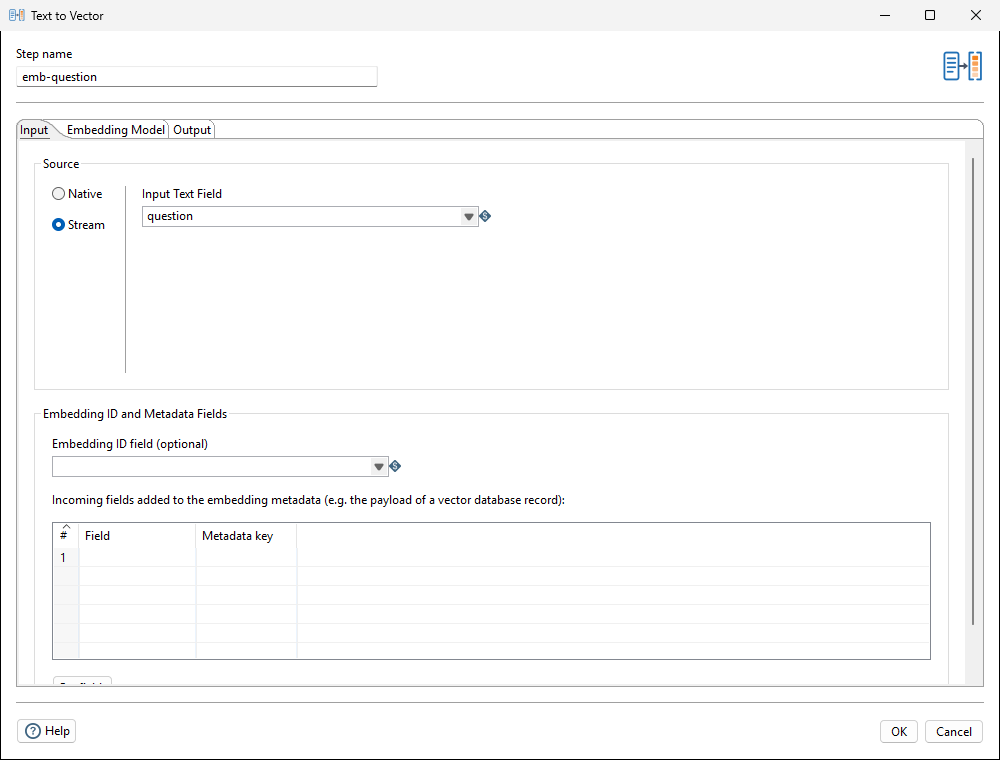 Text to Vector
Step name
emb-question
Input Embedding Model Output
Source
Native
Input Text Field
Stream
question
Embedding ID and Metadata Fields
Embedding ID field (optional)
Incoming fields added to the embedding metadata (e.g. the payload of a vector database record):
# Field Metadata key
1
Help
OK Cancel